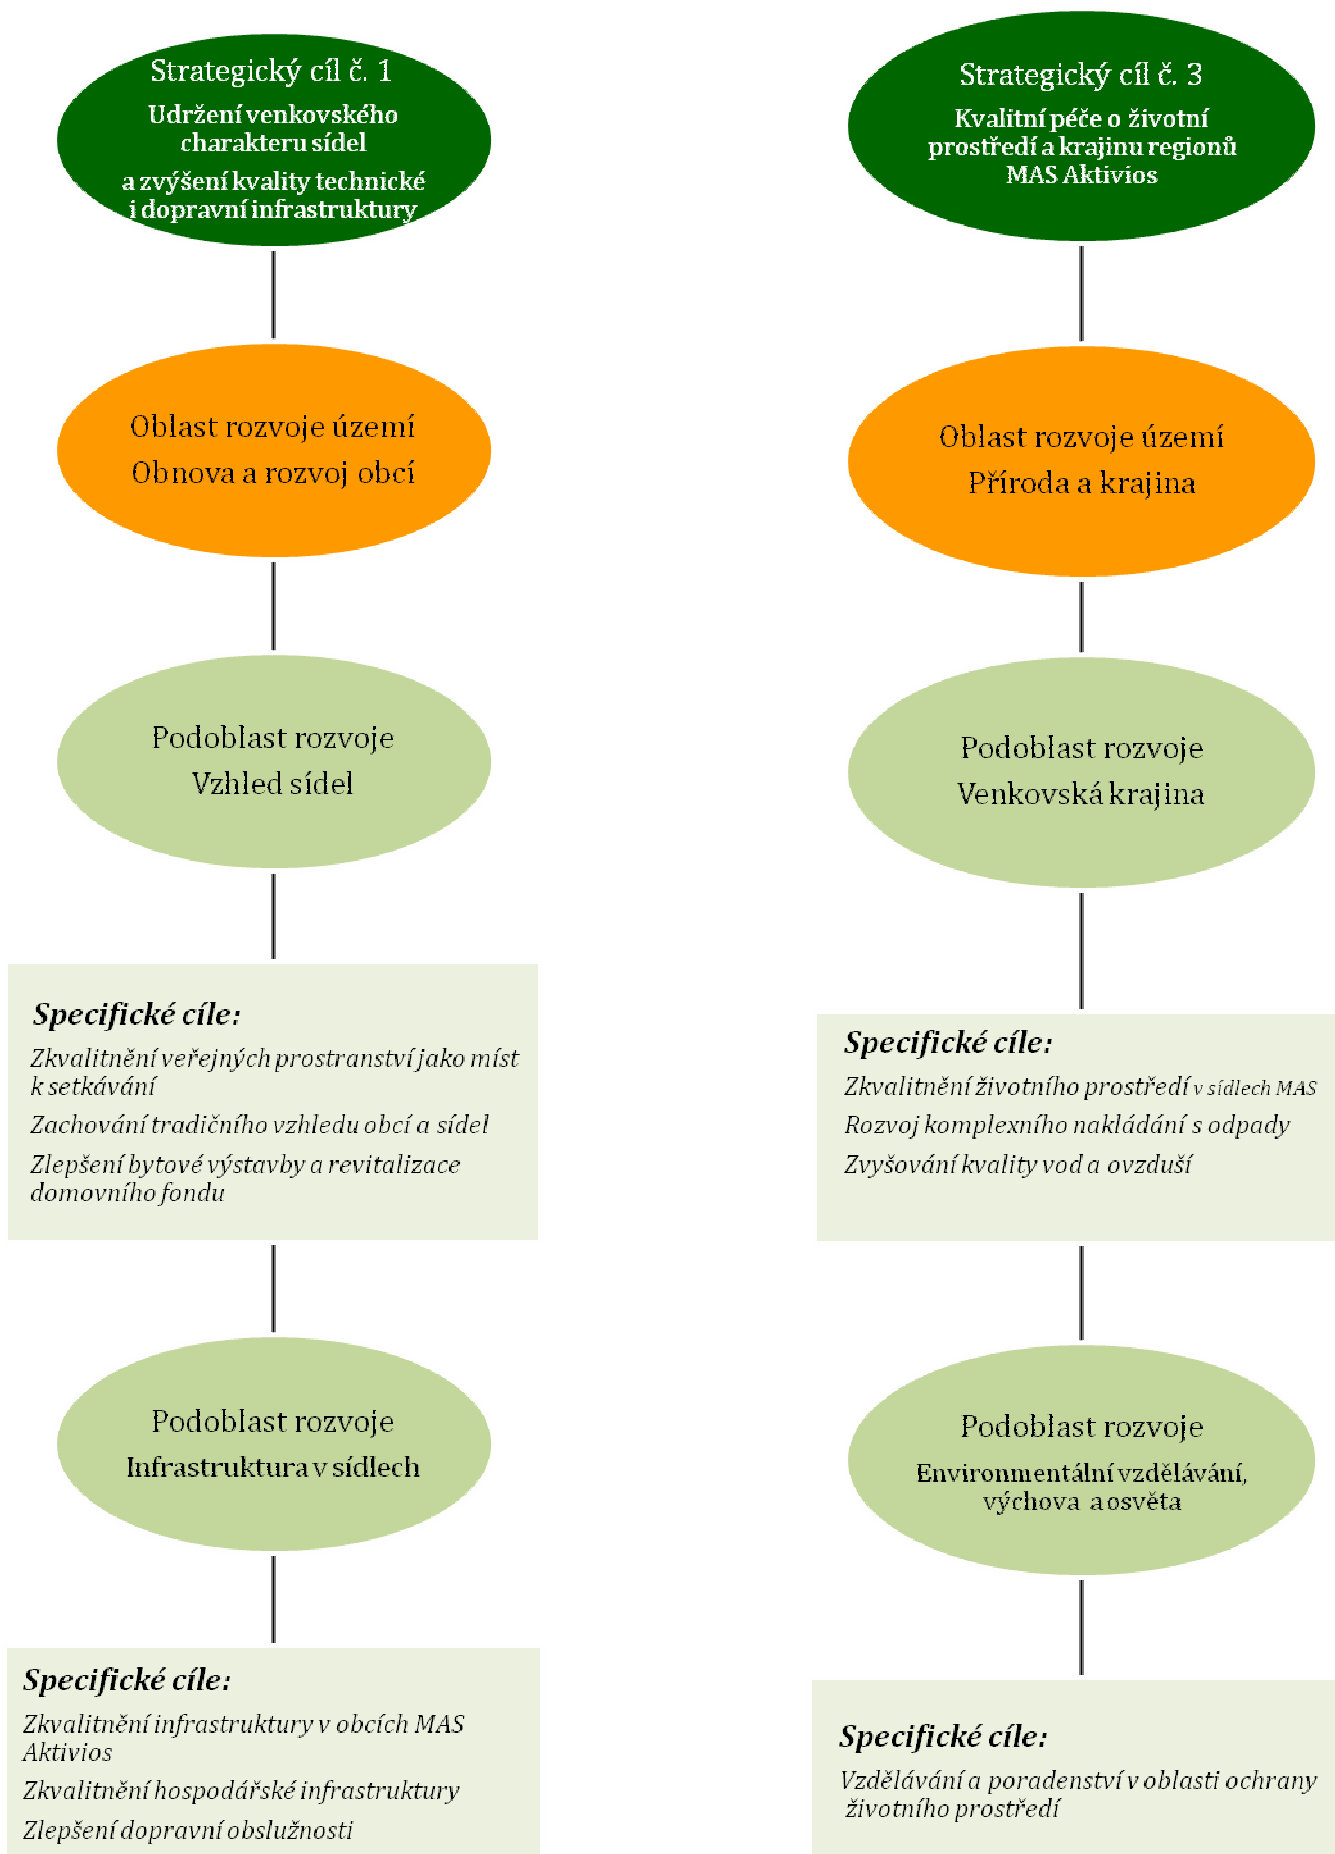 Strategický cíl č. 1
Udržení venkovského
charakteru sídel
a zvýšení kvality technické
i dopravní infrastruktury
Oblast rozvoje území
Obnova a rozvoj obcí
Podoblast rozvoje
Vzhled sídel
Specifické cíle:
Zkvalitnění veřejných prostranství jako míst
k setkávání
Zachování tradičního vzhledu obcí a sídel
Zlepšení bytové výstavby a revitalizace
domovního fondu
Podoblast rozvoje
Infrastruktura v sídlech
Specifické cíle:
Zkvalitnění infrastruktury v obcích MAS
Aktivios
Zkvalitnění hospodářské infrastruktury
Zlepšení dopravní obslužnosti
Strategický cíl č. 3
Kvalitní péče o životní
prostředí a krajinu regionů
MAS Aktivios
Oblast rozvoje území
Příroda a krajina
Podoblast rozvoje
Venkovská krajina
Specifické cíle:
Zkvalitnění životního prostředí v sídlech MAS
Rozvoj komplexního nakládání s odpady
Zvyšování kvality vod a ovzduší
Podoblast rozvoje
Environmentální vzdělávání,
výchova a osvěta
Specifické cíle:
Vzdělávání a poradenství v oblasti ochrany
životního prostředí